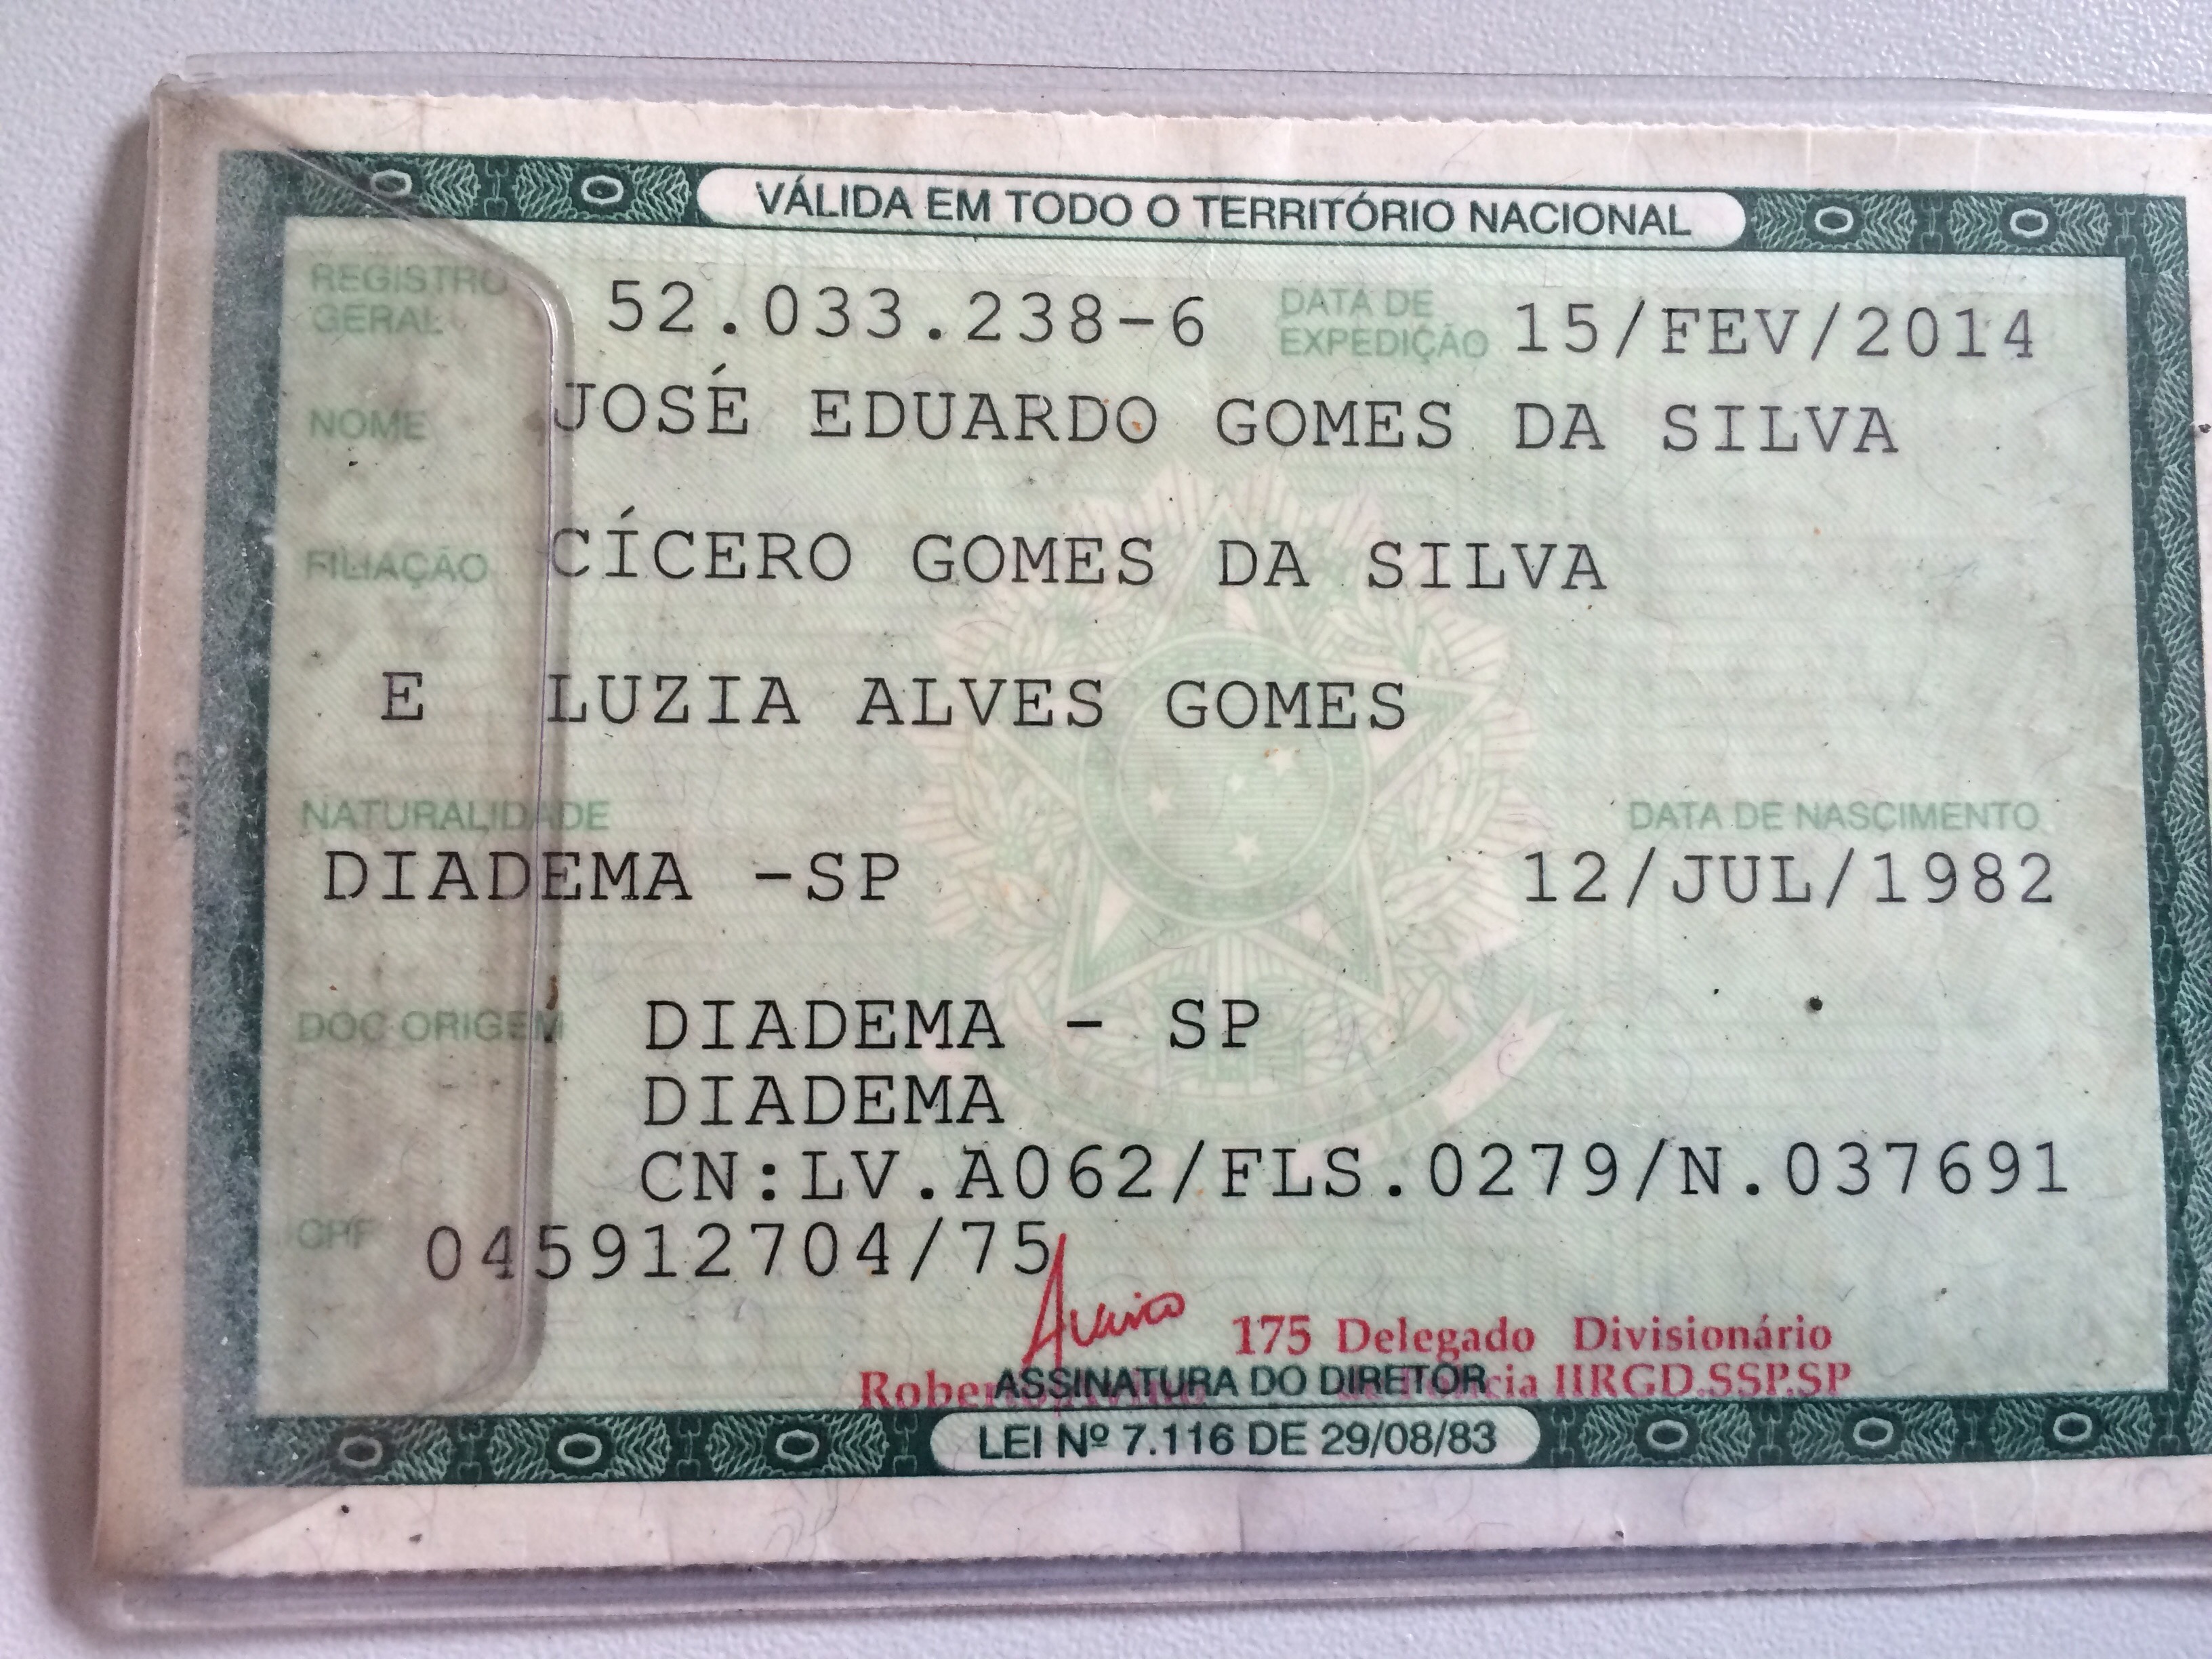 VÁLIDA EM TODO O TERRITÓRIO NACIONAL
REGISTRO GERAL 52.033.238-6 DATA DE EXPEDIÇÃO 15/FEV/2014
NOME JOSÉ EDUARDO GOMES DA SILVA
FILIAÇÃO CÍCERO GOMES DA SILVA
E LUZIA ALVES GOMES
NATURALIDADE DATA DE NASCIMENTO
DIADEMA -SP 12/JUL/1982
DOC ORIGEM DIADEMA - SP
DIADEMA
CN:LV.A062/FLS.0279/N.037691
CPF 045912704/75
175 Delegado Divisionário
ASSINATURA DO DIRETOR IIRGD.SSP.SP
LEI Nº 7.116 DE 29/08/83